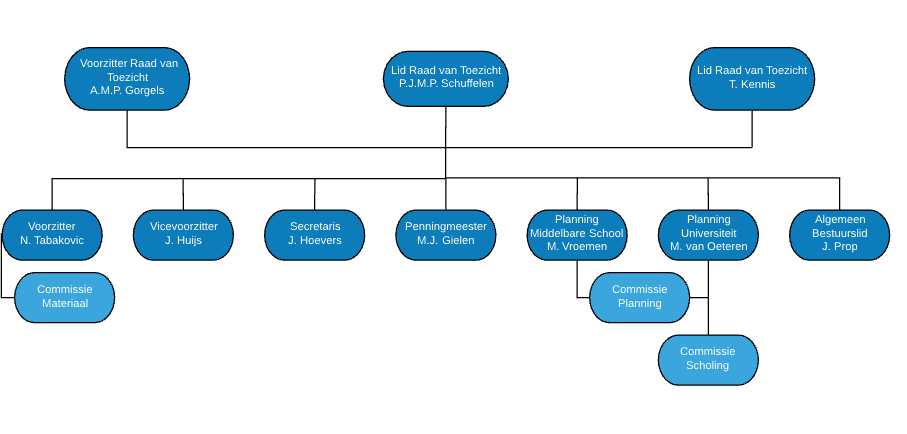 Voorzitter Raad van
Toezicht
A.M.P. Gorgels
Lid Raad van Toezicht
P.J.M.P. Schuffelen
Lid Raad van Toezicht
T. Kennis
Voorzitter
N. Tabakovic
Vicevoorzitter
J. Huijs
Secretaris
J. Hoevers
Penningmeester
M.J. Gielen
Planning
Middelbare School
M. Vroemen
Planning
Universiteit
M. van Oeteren
Algemeen
Bestuurslid
J. Prop
Commissie
Materiaal
Commissie
Planning
Commissie
Scholing